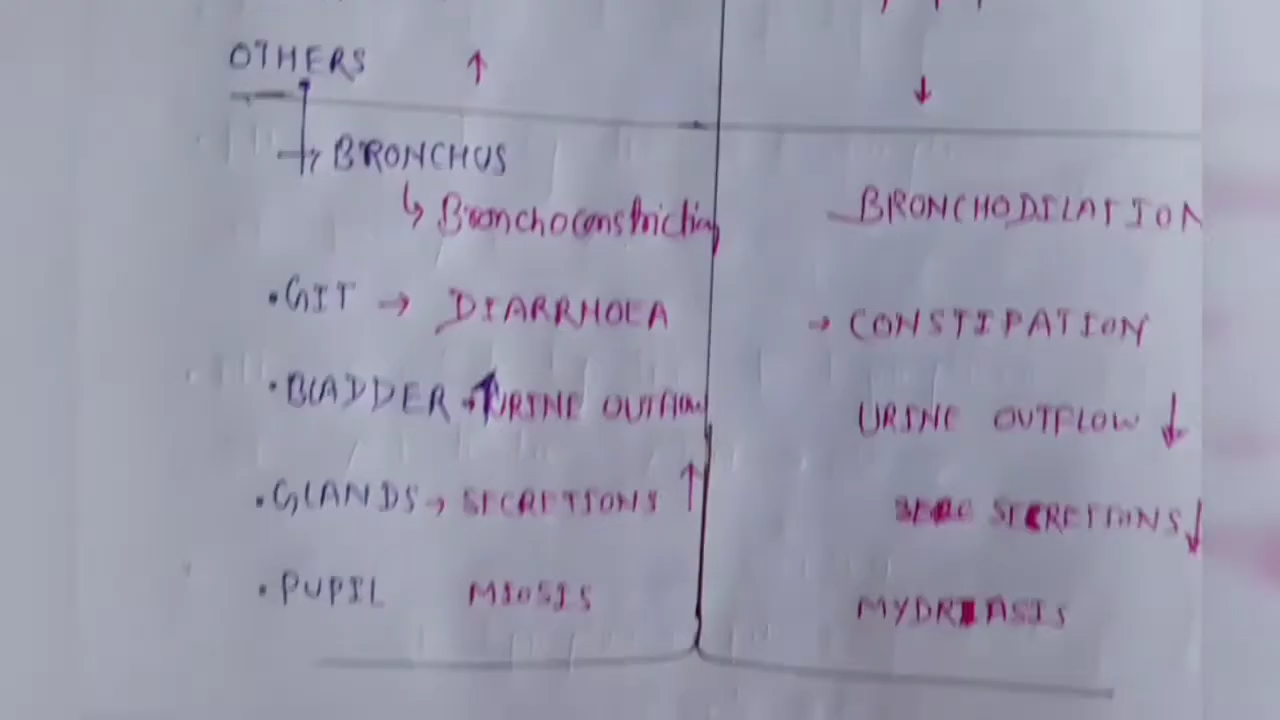 OTHERS ↑ ↓
→ BRONCHUS
↳ Bronchoconstriction BRONCHODILATION
• GIT → DIARRHOEA → CONSTIPATION
• BLADDER → ↑URINE OUTFLOW URINE OUTFLOW ↓
• GLANDS → SECRETIONS ↑ SECRETIONS ↓
• PUPIL MIOSIS MYDRIASIS